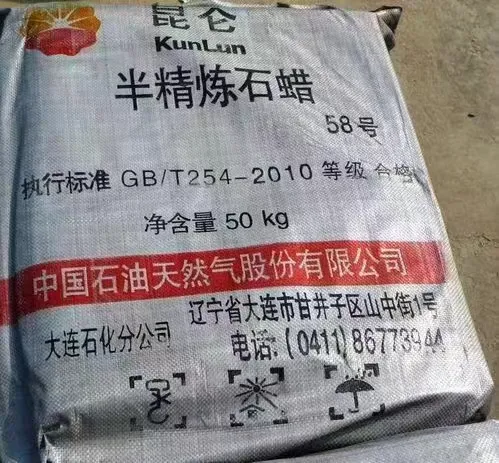 昆仑
KunLun
半精炼石蜡
58号
执行标准 GB/T254-2010 等级 合格
净含量 50 kg
中国石油天然气股份有限公司
大连石化分公司
辽宁省大连市甘井子区山中街1号
电话:(0411)86773944